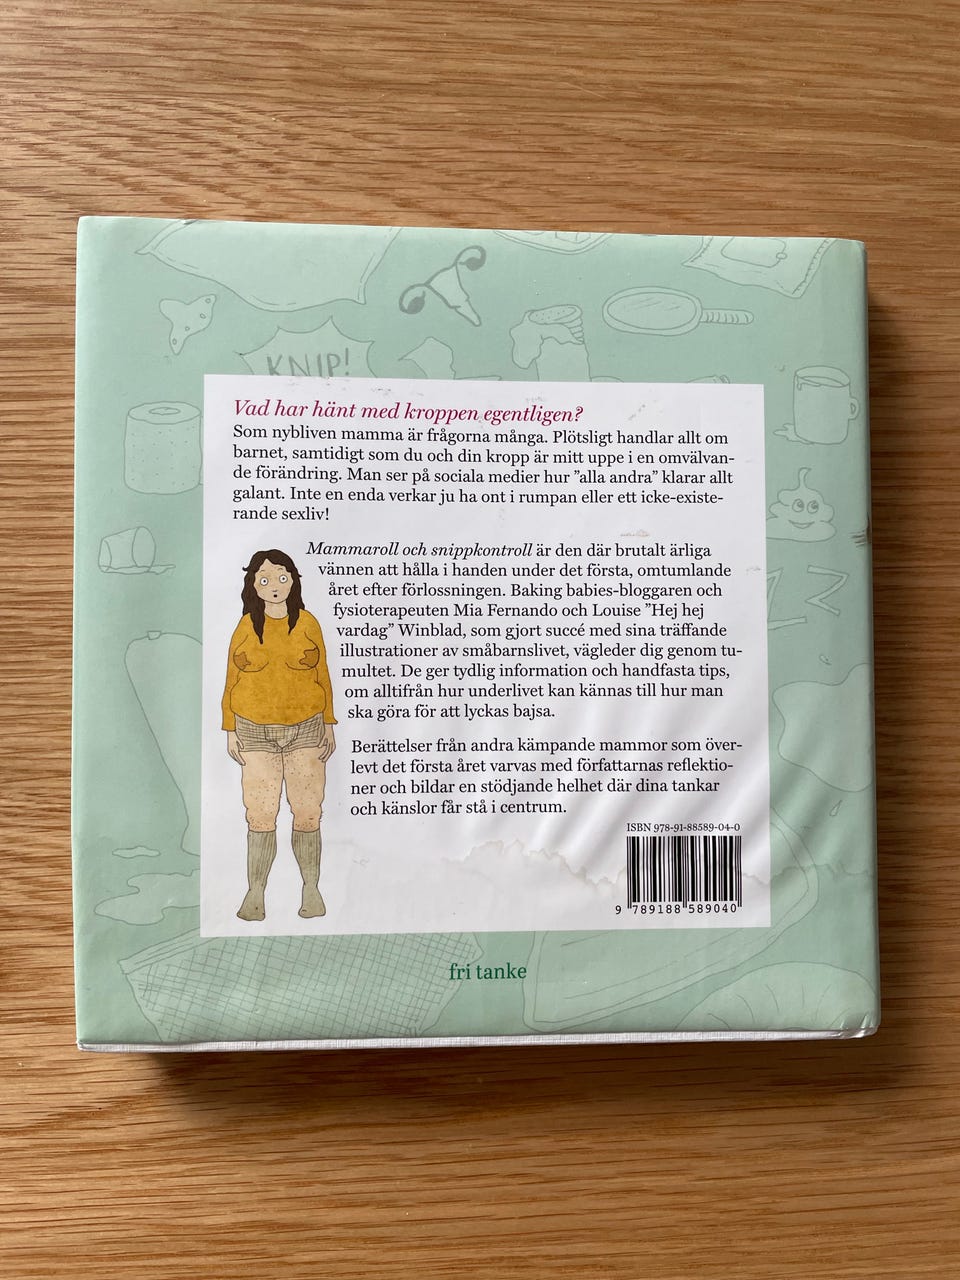 KNIP!
Vad har hänt med kroppen egentligen?
Som nybliven mamma är frågorna många. Plötsligt handlar allt om
barnet, samtidigt som du och din kropp är mitt uppe i en omvälvan-
de förändring. Man ser på sociala medier hur ”alla andra” klarar allt
galant. Inte en enda verkar ju ha ont i rumpan eller ett icke-existe-
rande sexliv!
Mammaroll och snippkontroll är den där brutalt ärliga
vännen att hålla i handen under det första, omtumlande
året efter förlossningen. Baking babies-bloggaren och
fysioterapeuten Mia Fernando och Louise ”Hej hej
vardag” Winblad, som gjort succé med sina träffande
illustrationer av småbarnslivet, vägleder dig genom tu-
multet. De ger tydlig information och handfasta tips,
om alltifrån hur underlivet kan kännas till hur man
ska göra för att lyckas bajsa.
Berättelser från andra kämpande mammor som över-
levt det första året varvas med författarnas reflektio-
ner och bildar en stödjande helhet där dina tankar
och känslor får stå i centrum.
ISBN 978-91-88589-04-0
9 789188 589040
fri tanke